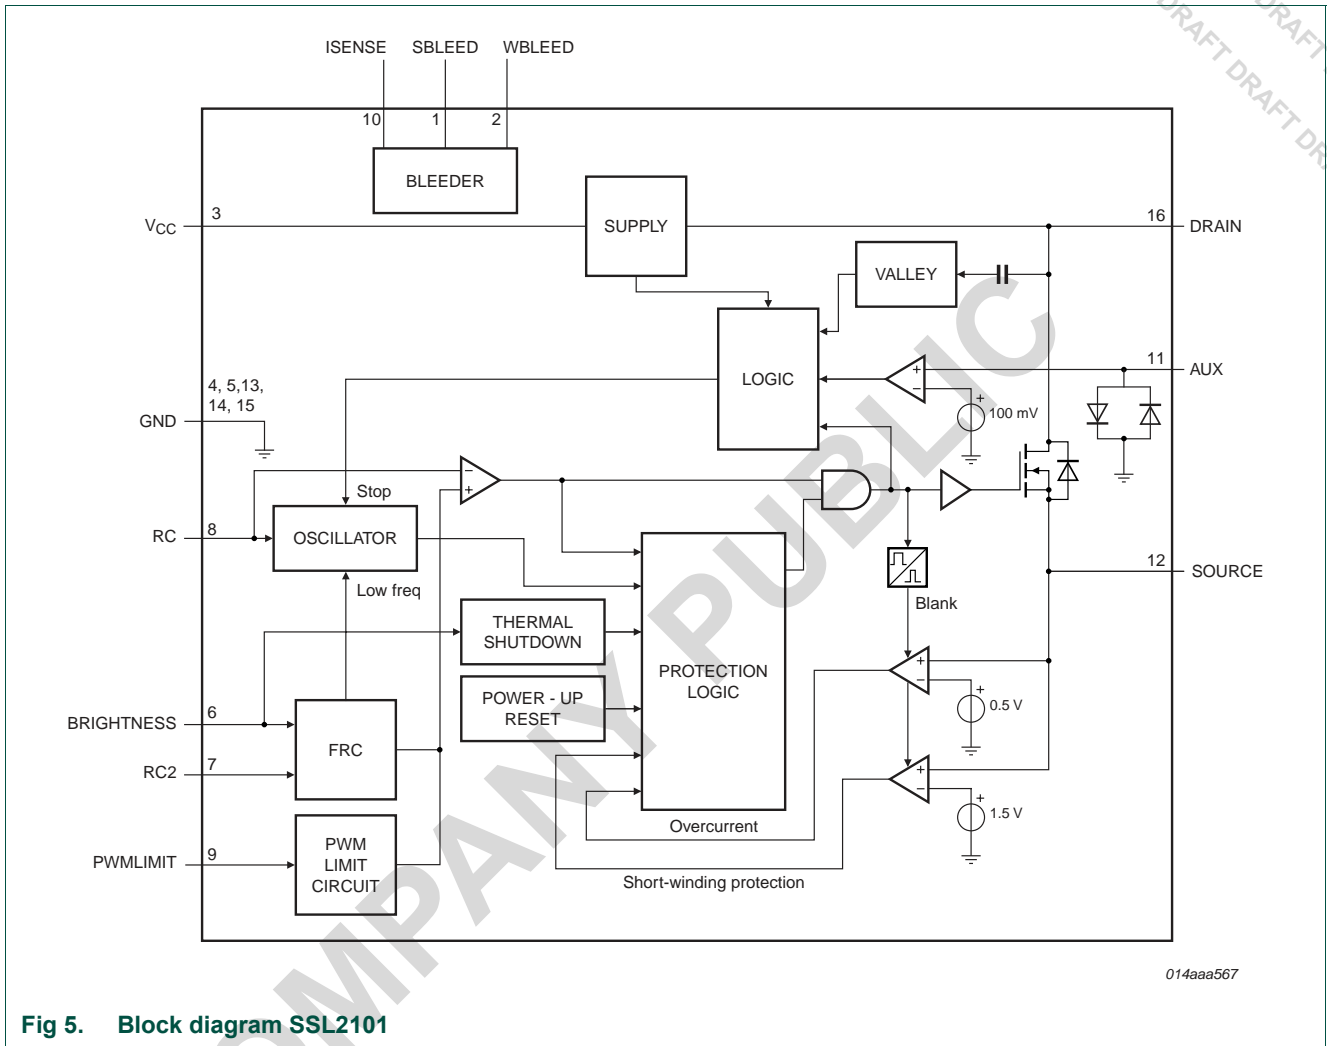 DRAFT DRAFT DRAFT
ISENSE SBLEED WBLEED
10 1 2
BLEEDER
VCC 3 SUPPLY 16 DRAIN
VALLEY
LOGIC
11 AUX
100 mV
4, 5,13,
14, 15
GND
Stop
RC 8 OSCILLATOR
Low freq
12 SOURCE
Blank
THERMAL
SHUTDOWN
PROTECTION
LOGIC
POWER - UP
RESET
0.5 V
BRIGHTNESS 6
FRC
RC2 7
1.5 V
Overcurrent
PWMLIMIT 9
PWM
LIMIT
CIRCUIT
Short-winding protection
COMPANY PUBLIC
014aaa567
Fig 5. Block diagram SSL2101